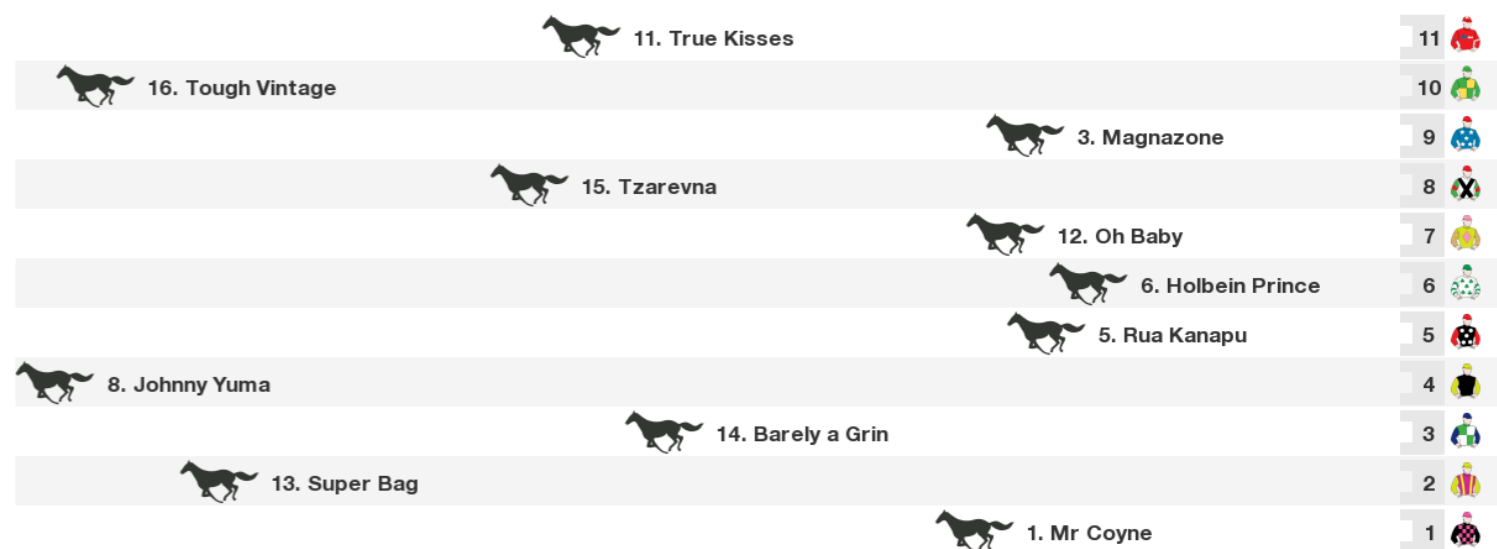 11. True Kisses 11
16. Tough Vintage 10
3. Magnazone 9
15. Tzarevna 8
12. Oh Baby 7
6. Holbein Prince 6
5. Rua Kanapu 5
8. Johnny Yuma 4
14. Barely a Grin 3
13. Super Bag 2
1. Mr Coyne 1